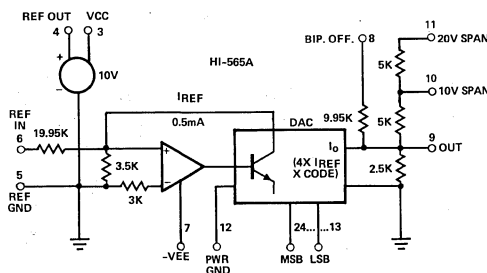 REF OUT VCC
4 3
+
10V
−
HI-565A
BIP. OFF. 8
11
20V SPAN
5K
10
10V SPAN
5K
9
OUT
2.5K
9.95K
IREF
0.5mA
DAC
Io
(4X IREF
X CODE)
REF
IN
6
19.95K
+
3.5K
−
3K
5
REF
GND
7
-VEE
12
PWR
GND
24...
...13
MSB
LSB